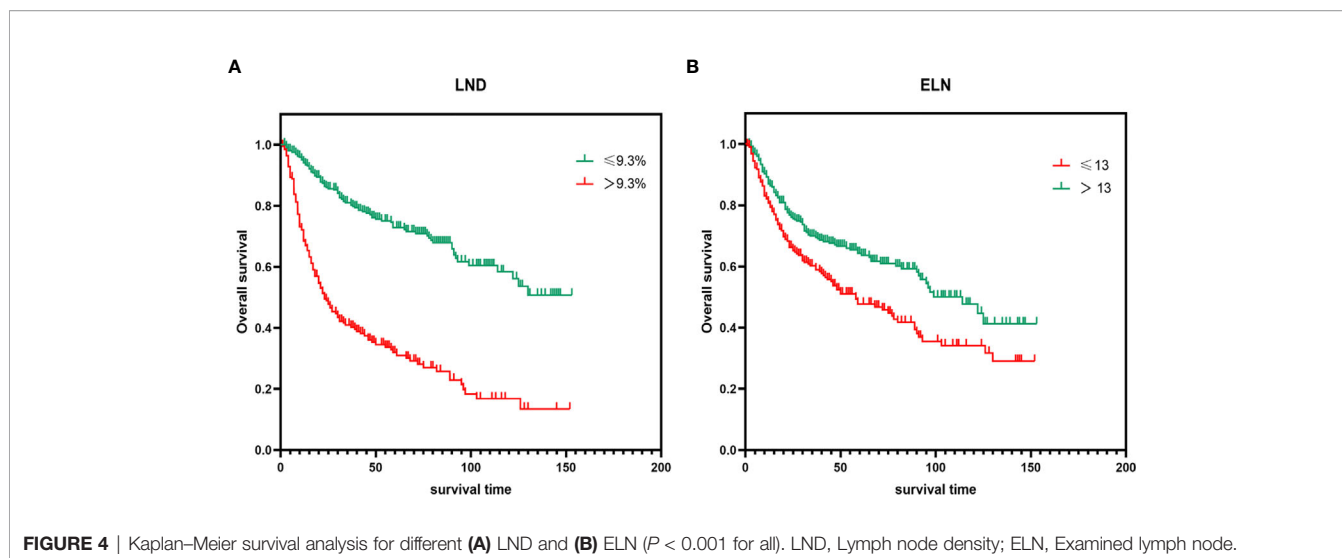 A
LND
Overall survival
1.0
0.8
0.6
0.4
0.2
0.0
0
50
100
150
200
survival time
≤9.3%
>9.3%
B
ELN
Overall survival
1.0
0.8
0.6
0.4
0.2
0.0
0
50
100
150
200
survival time
≤13
> 13
FIGURE 4 | Kaplan–Meier survival analysis for different (A) LND and (B) ELN (P < 0.001 for all). LND, Lymph node density; ELN, Examined lymph node.